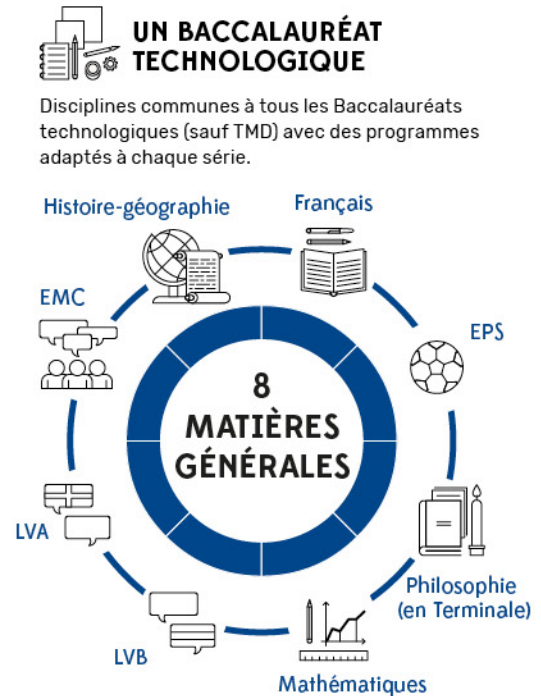 UN BACCALAURÉAT
TECHNOLOGIQUE
Disciplines communes à tous les Baccalauréats
technologiques (sauf TMD) avec des programmes
adaptés à chaque série.
Histoire-géographie
Français
EMC
EPS
8
MATIÈRES
GÉNÉRALES
LVA
Philosophie
(en Terminale)
LVB
Mathématiques